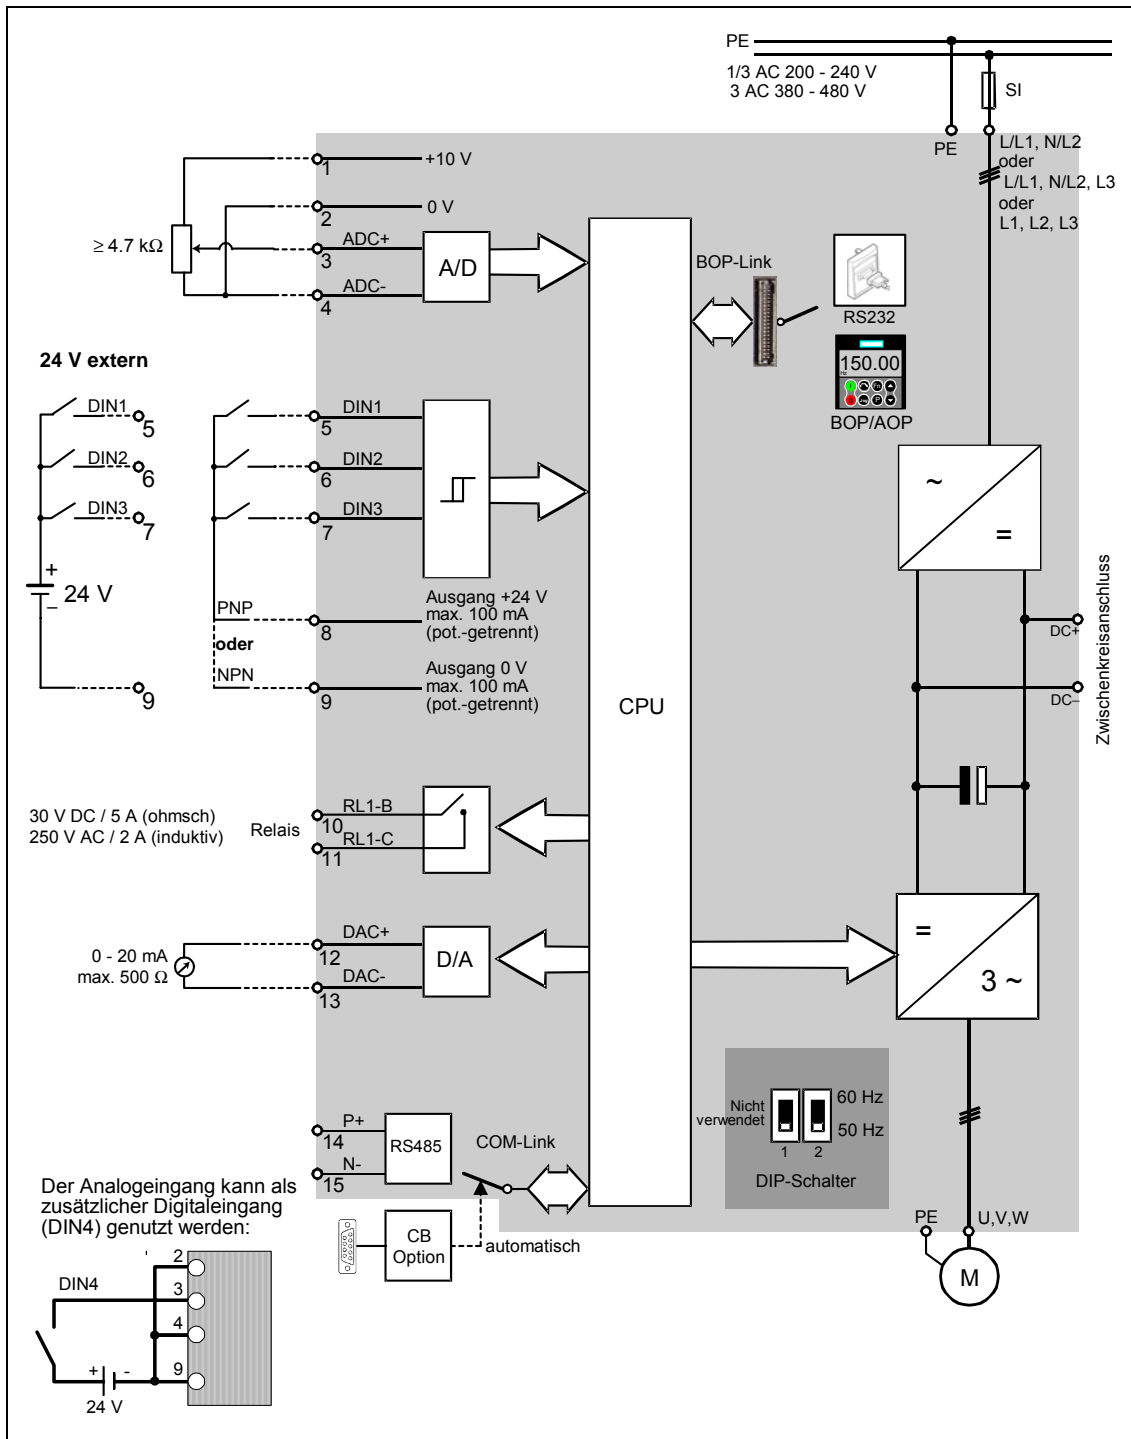 PE
1/3 AC 200 - 240 V
3 AC 380 - 480 V
SI
PE
L/L1, N/L2
oder
L/L1, N/L2, L3
oder
L1, L2, L3
1
+10 V
2
0 V
≥ 4.7 kΩ
3
ADC+
4
ADC-
A/D
BOP-Link
RS232
150.00
Hz
BOP/AOP
24 V extern
DIN1
5
DIN2
6
DIN3
7
+
24 V
–
9
DIN1
5
DIN2
6
DIN3
7
PNP
8
Ausgang +24 V
max. 100 mA
(pot.-getrennt)
oder
NPN
9
Ausgang 0 V
max. 100 mA
(pot.-getrennt)
CPU
~
=
DC+
DC–
Zwischenkreisanschluss
30 V DC / 5 A (ohmsch)
250 V AC / 2 A (induktiv)
Relais
RL1-B
10
RL1-C
11
0 - 20 mA
max. 500 Ω
DAC+
12
DAC-
13
D/A
=
3 ~
P+
14
N-
15
RS485
COM-Link
CB
Option
automatisch
Nicht
verwendet
60 Hz
50 Hz
1
2
DIP-Schalter
PE
U,V,W
M
Der Analogeingang kann als
zusätzlicher Digitaleingang
(DIN4) genutzt werden:
2
DIN4
3
4
9
+
-
24 V